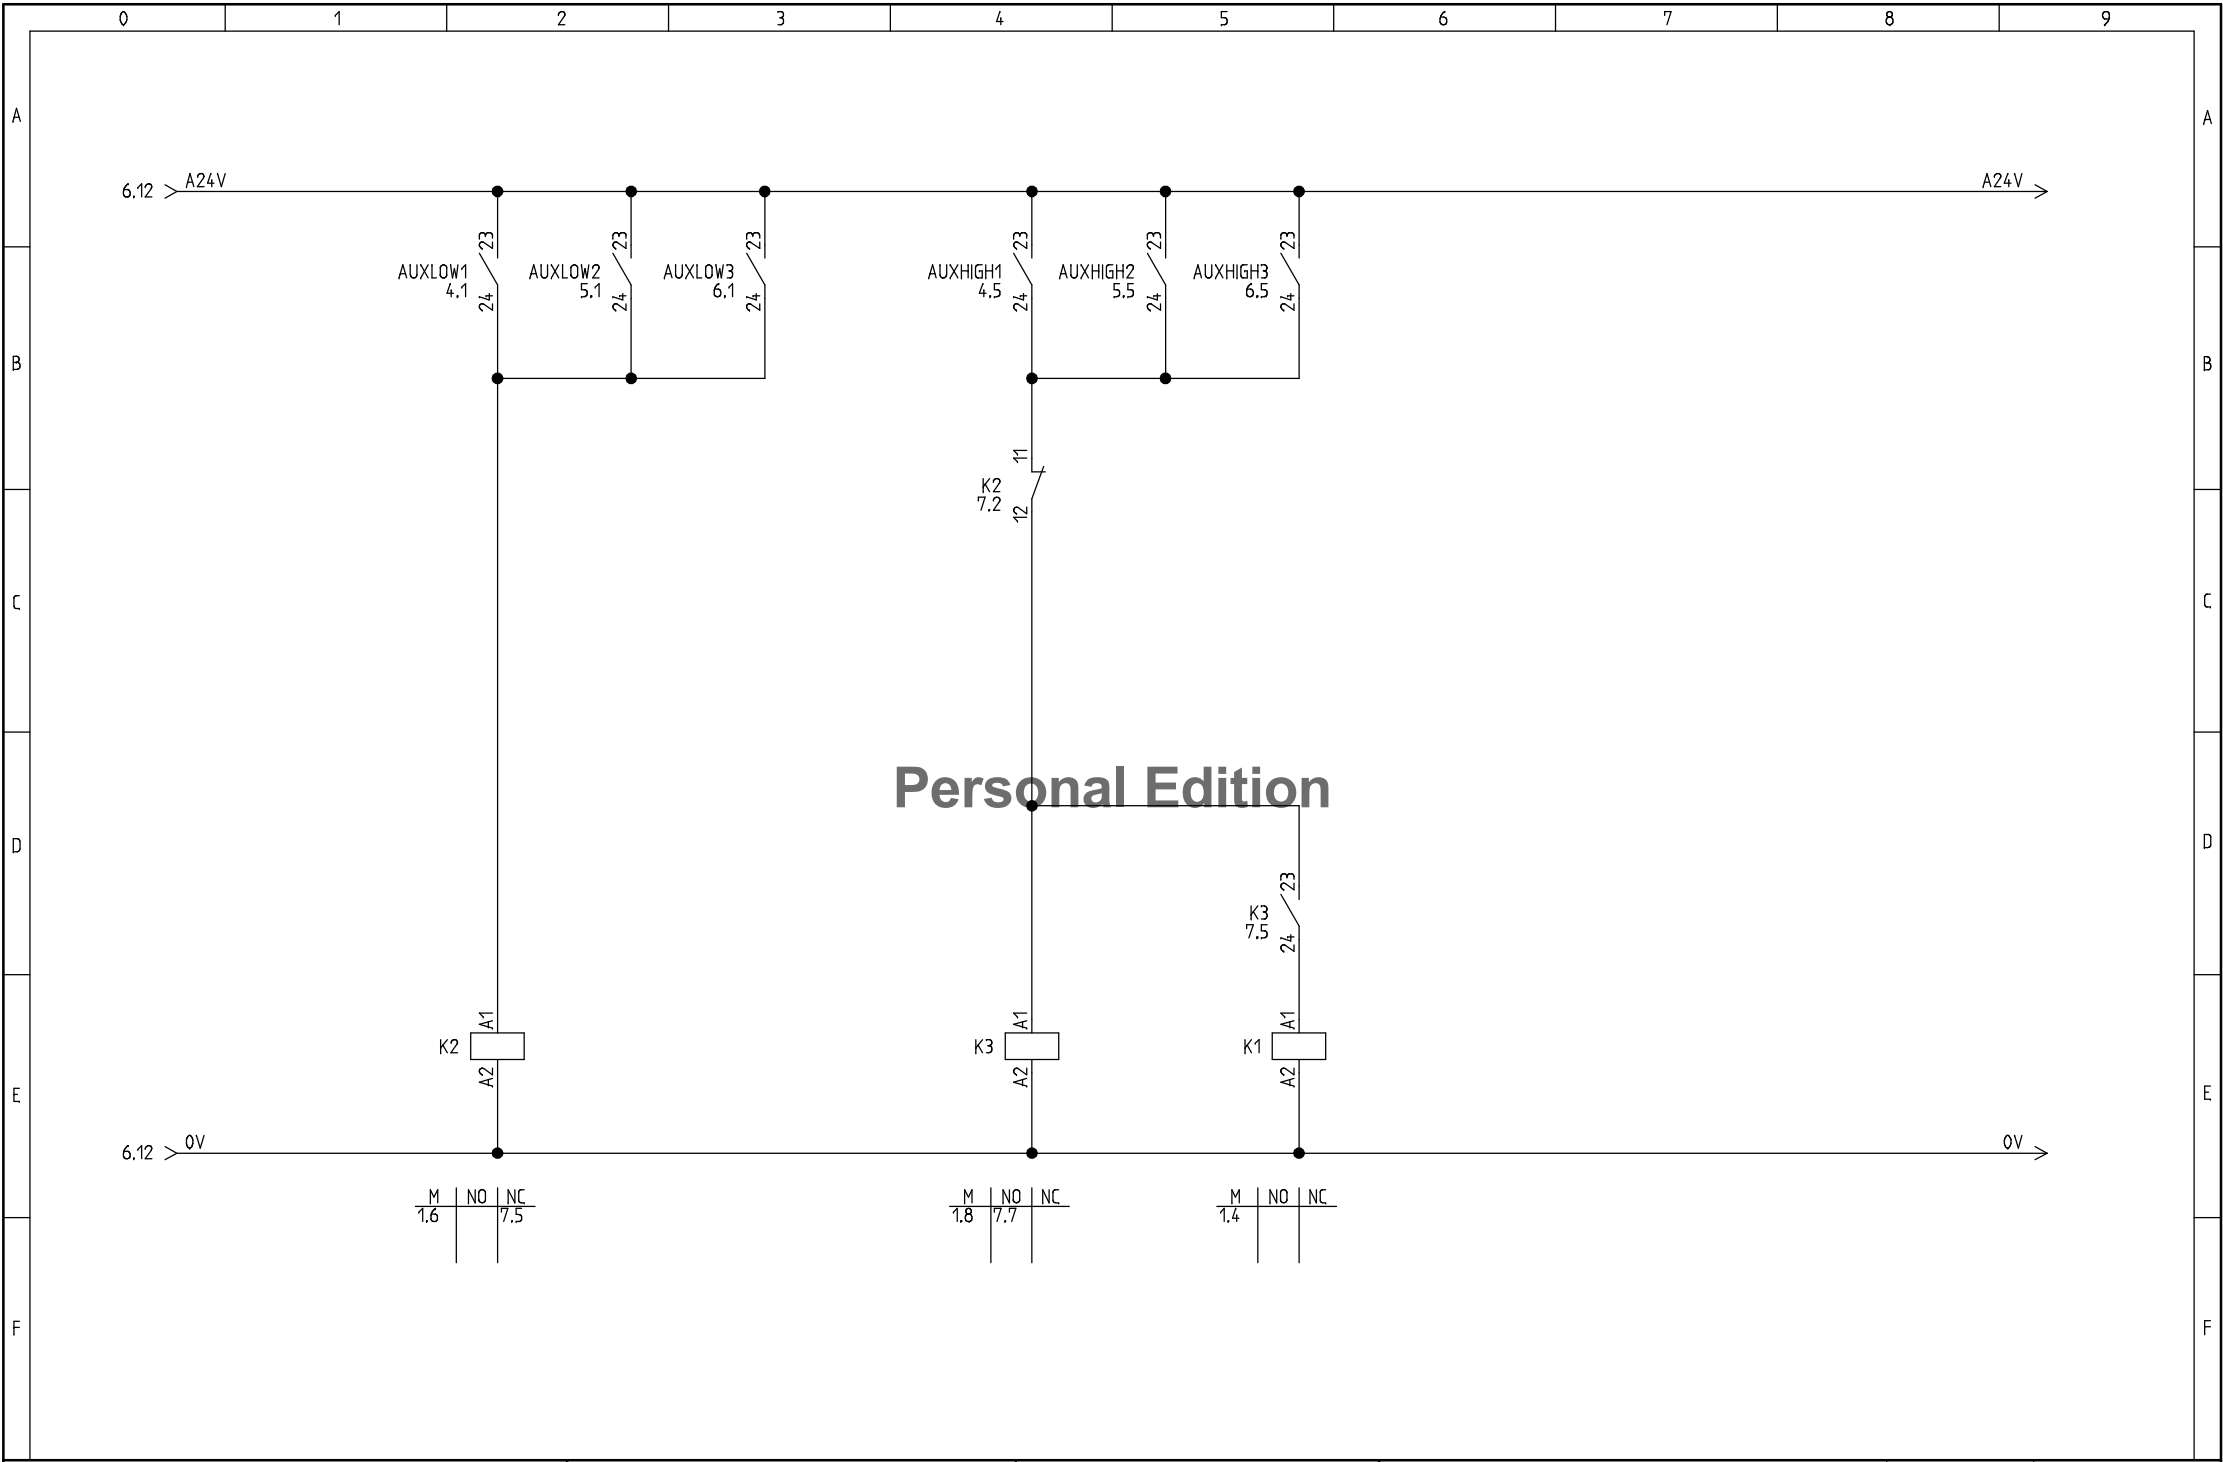 0 1 2 3 4 5 6 7 8 9
A A
6.12 A24V A24V
23 23 23 23 23 23
AUXLOW1 AUXLOW2 AUXLOW3 AUXHIGH1 AUXHIGH2 AUXHIGH3
4.1 5.1 6.1 4.5 5.5 6.5
24 24 24 24 24 24
B B
11
K2
7.2
12
C C
Personal Edition
D D
23
K3
7.5
24
A1 A1 A1
K2 K3 K1
A2 A2 A2
E E
6.12 0V 0V
M NO NC M NO NC M NO NC
1.6 7.5 1.8 7.7 1.4
F F